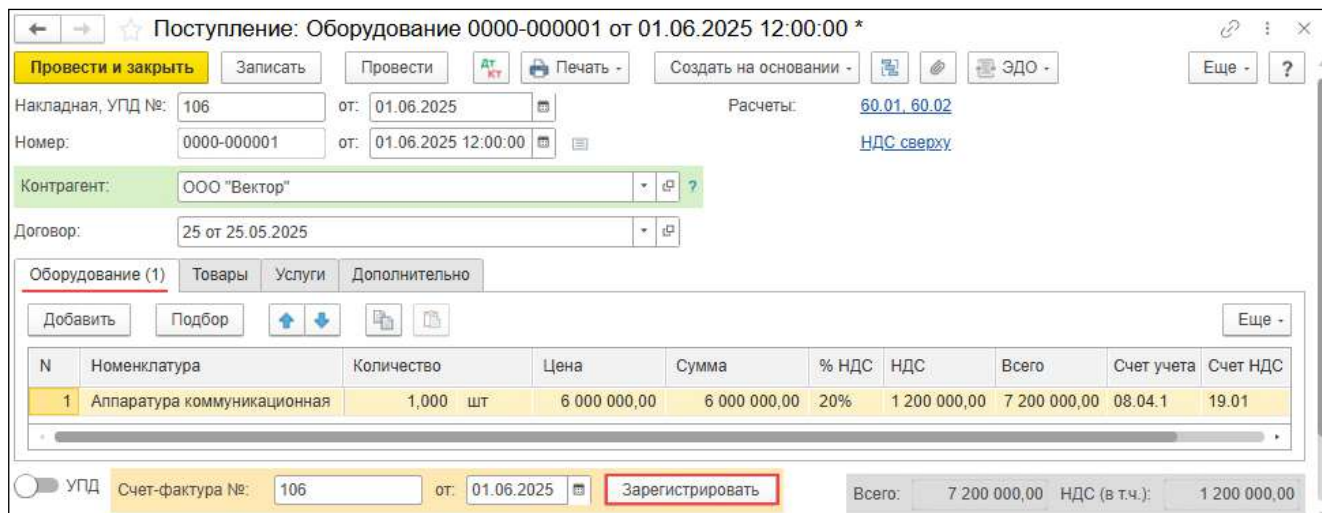 Поступление: Оборудование 0000-000001 от 01.06.2025 12:00:00 *
Провести и закрыть Записать Провести Дт Кт Печать - Создать на основании - ЭДО - Еще - ?
Накладная, УПД №: 106 от: 01.06.2025 Расчеты: 60.01, 60.02
Номер: 0000-000001 от: 01.06.2025 12:00:00 НДС сверху
Контрагент: ООО "Вектор" ?
Договор: 25 от 25.05.2025
Оборудование (1) Товары Услуги Дополнительно
Добавить Подбор Еще -
N Номенклатура Количество Цена Сумма % НДС НДС Всего Счет учета Счет НДС
1 Аппаратура коммуникационная 1,000 шт 6 000 000,00 6 000 000,00 20% 1 200 000,00 7 200 000,00 08.04.1 19.01
УПД Счет-фактура №: 106 от: 01.06.2025 Зарегистрировать Всего: 7 200 000,00 НДС (в т.ч.): 1 200 000,00